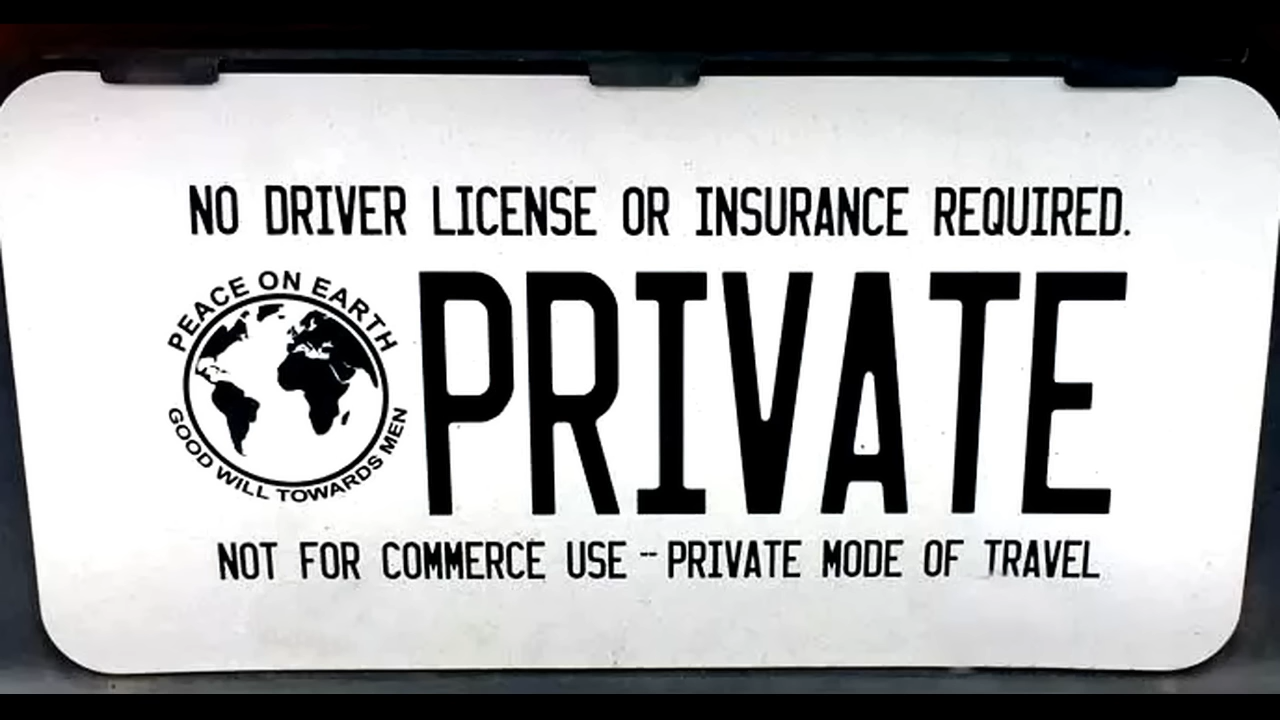 NO DRIVER LICENSE OR INSURANCE REQUIRED.
PEACE ON EARTH
GOOD WILL TOWARDS MEN
PRIVATE
NOT FOR COMMERCE USE -- PRIVATE MODE OF TRAVEL